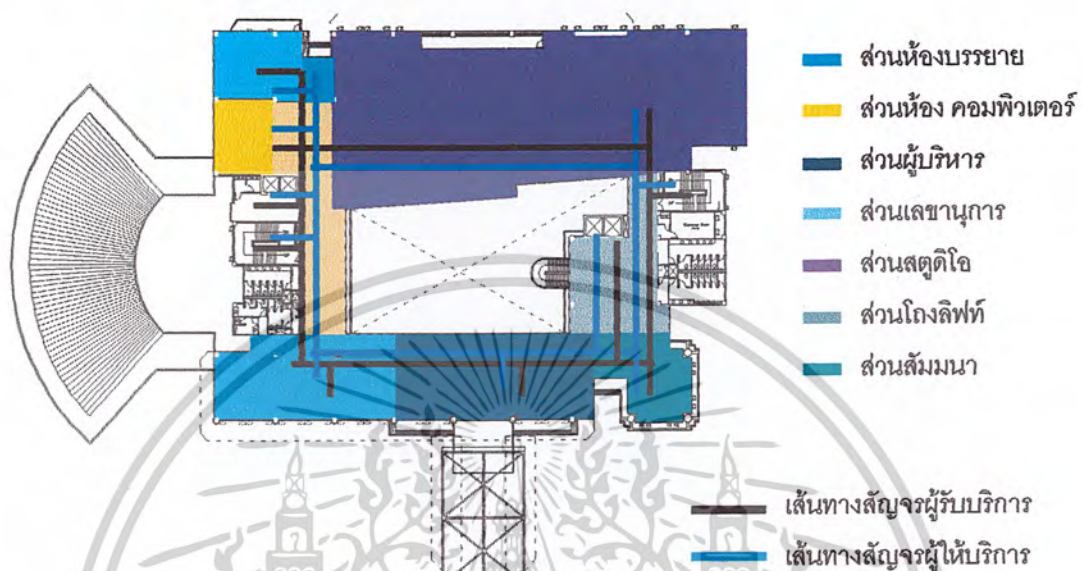 ส่วนห้องบรรยาย
ส่วนห้อง คอมพิวเตอร์
ส่วนผู้บริหาร
ส่วนเลขานุการ
ส่วนสตูดิโอ
ส่วนโถงลิฟท์
ส่วนสัมมนา
เส้นทางสัญจรผู้รับบริการ
เส้นทางสัญจรผู้ให้บริการ